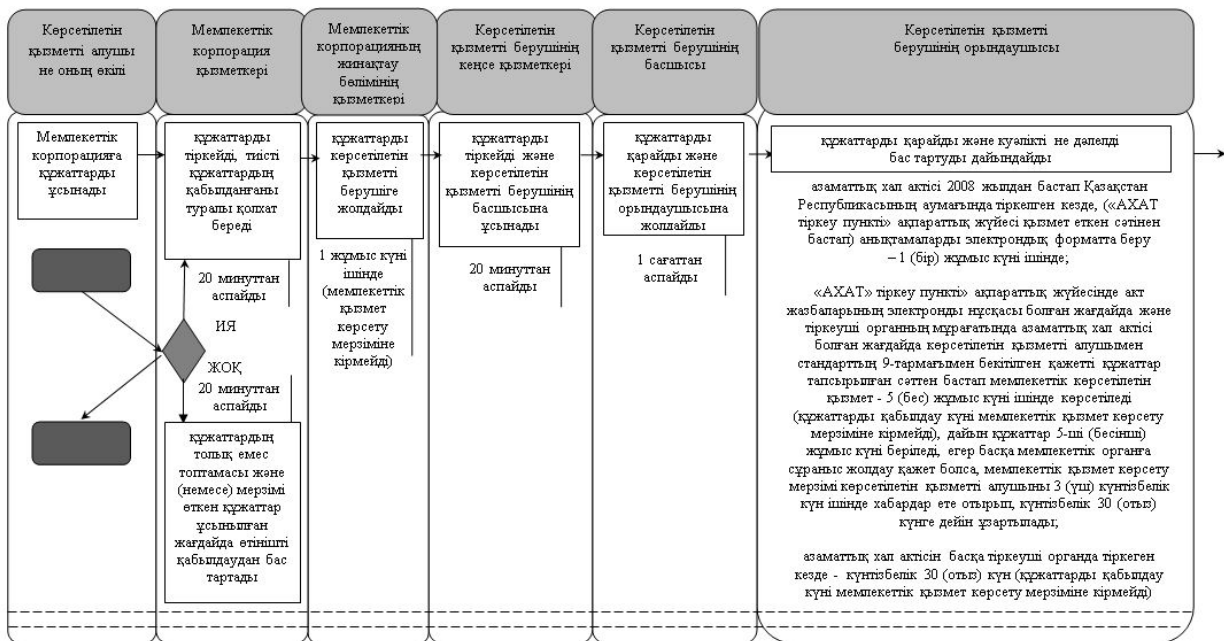 Көрсетілетін
қызметті алушы
не оның өкілі
Мемлекеттік
корпорация
қызметкері
Мемлекеттік
корпорацияның
жинақтау
бөлімінің
қызметкері
Көрсетілетін
қызметті берушінің
кеңсе қызметкері
Көрсетілетін
қызметті берушінің
басшысы
Көрсетілетін қызметті
берушінің орындаушысы
Мемлекеттік
корпорацияға
құжаттарды
ұсынады
құжаттарды
тіркейді, тиісті
құжаттардың
қабылданғаны
туралы қолхат
береді
20 минуттан
аспайды
ИЯ
ЖОҚ
20 минуттан
аспайды
құжаттардың
толық емес
топтамасы және
(немесе) мерзімі
өткен құжаттар
ұсынылған
жағдайда өтінішті
қабылдаудан бас
тартады
құжаттарды
көрсетілетін
қызметті
берушіге
жолдайды
1 жұмыс күні
ішінде
(мемлекеттік
қызмет
көрсету
мерзіміне
кірмейді)
құжаттарды
тіркейді және
көрсетілетін
қызметті берушінің
басшысына
ұсынады
20 минуттан
аспайды
құжаттарды
қарайды және
көрсетілетін
қызметті берушінің
орындаушысына
жолдайды
1 сағаттан
аспайды
құжаттарды қарайды және куәлікті не дәлелді
бас тартуды дайындайды
азаматтық хал актісі 2008 жылдан бастап Қазақстан
Республикасының аумағында тіркелген кезде, («АХАТ
тіркеу пункті» ақпараттық жүйесі қызмет еткен сәтінен
бастап) анықтамаларды электрондық форматта беру
– 1 (бір) жұмыс күні ішінде;
«АХАТ» тіркеу пункті» ақпараттық жүйесінде акт
жазбаларының электронды нұсқасы болған жағдайда және
тіркеуші органның мұрағатында азаматтық хал актісі
болған жағдайда көрсетілетін қызметті алушымен
стандарттың 9-тармағымен бекітілген қажетті құжаттар
тапсырылған сәттен бастап мемлекеттік көрсетілетін
қызмет - 5 (бес) жұмыс күні ішінде көрсетіледі
(құжаттарды қабылдау күні мемлекеттік қызмет көрсету
мерзіміне кірмейді), дайын құжаттар 5-ші (бесінші)
жұмыс күні беріледі, егер басқа мемлекеттік органға
сұраныс жолдау қажет болса, мемлекеттік қызмет көрсету
мерзімі көрсетілетін қызметті алушыны 3 (үш) күнтізбелік
күн ішінде хабардар ете отырып, күнтізбелік 30 (отыз)
күнге дейін ұзартылады;
азаматтық хал актісін басқа тіркеуші органда тіркеген
кезде - күнтізбелік 30 (отыз) күн (құжаттарды қабылдау
күні мемлекеттік қызмет көрсету мерзіміне кірмейді)